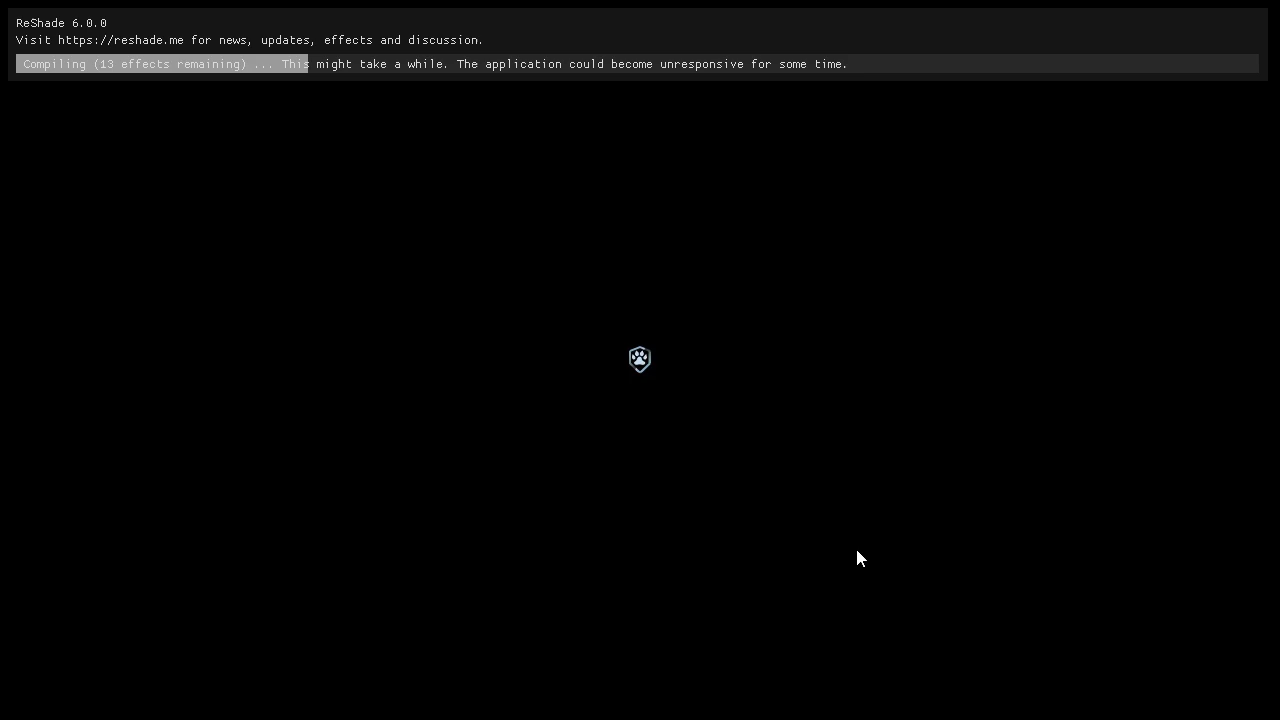 ReShade 6.0.0
Visit https://reshade.me for news, updates, effects and discussion.
Compiling (13 effects remaining) ... This might take a while. The application could become unresponsive for some time.